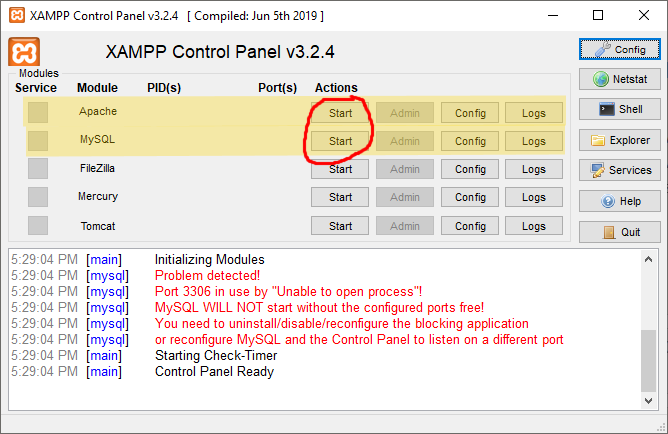 XAMPP Control Panel v3.2.4 [ Compiled: Jun 5th 2019 ]
XAMPP Control Panel v3.2.4
Config
Modules
Service Module PID(s) Port(s) Actions
Netstat
Apache Start Admin Config Logs
Shell
MySQL Start Admin Config Logs
Explorer
FileZilla Start Admin Config Logs
Services
Mercury Start Admin Config Logs
Help
Tomcat Start Admin Config Logs
Quit
5:29:04 PM [main] Initializing Modules
5:29:04 PM [mysql] Problem detected!
5:29:04 PM [mysql] Port 3306 in use by "Unable to open process"!
5:29:04 PM [mysql] MySQL WILL NOT start without the configured ports free!
5:29:04 PM [mysql] You need to uninstall/disable/reconfigure the blocking application
5:29:04 PM [mysql] or reconfigure MySQL and the Control Panel to listen on a different port
5:29:04 PM [main] Starting Check-Timer
5:29:04 PM [main] Control Panel Ready